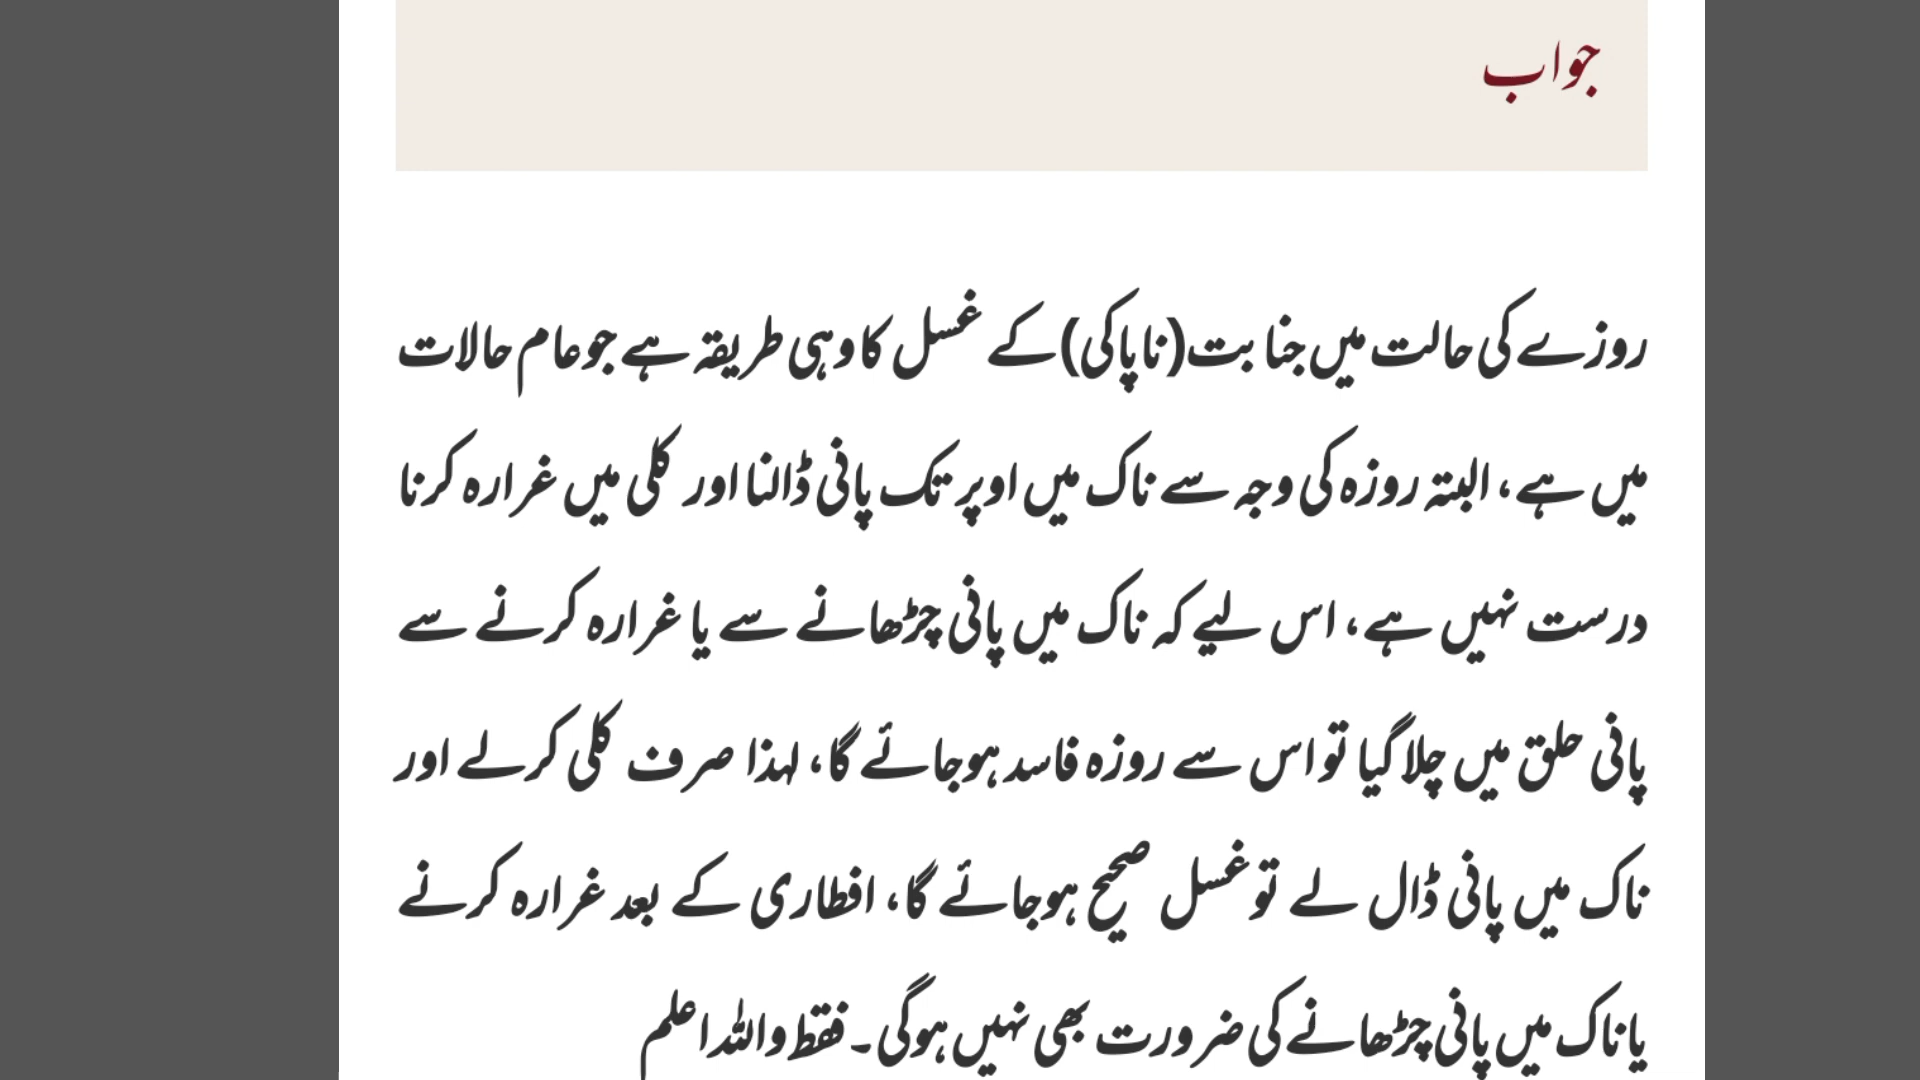 جواب
روزے کی حالت میں جنابت(ناپاکی)کے غسل کا وہی طریقہ ہے جو عام حالات
میں ہے، البتہ روزہ کی وجہ سے ناک میں اوپر تک پانی ڈالنا اور کلی میں غرارہ کرنا
درست نہیں ہے، اس لیے کہ ناک میں پانی چڑھانے سے یا غرارہ کرنے سے
پانی حلق میں چلا گیا تو اس سے روزہ فاسد ہوجائے گا، لہذا صرف کلی کرلے اور
ناک میں پانی ڈال لے تو غسل صحیح ہوجائے گا، افطاری کے بعد غرارہ کرنے
یا ناک میں پانی چڑھانے کی ضرورت بھی نہیں ہوگی۔ فقط واللہ اعلم